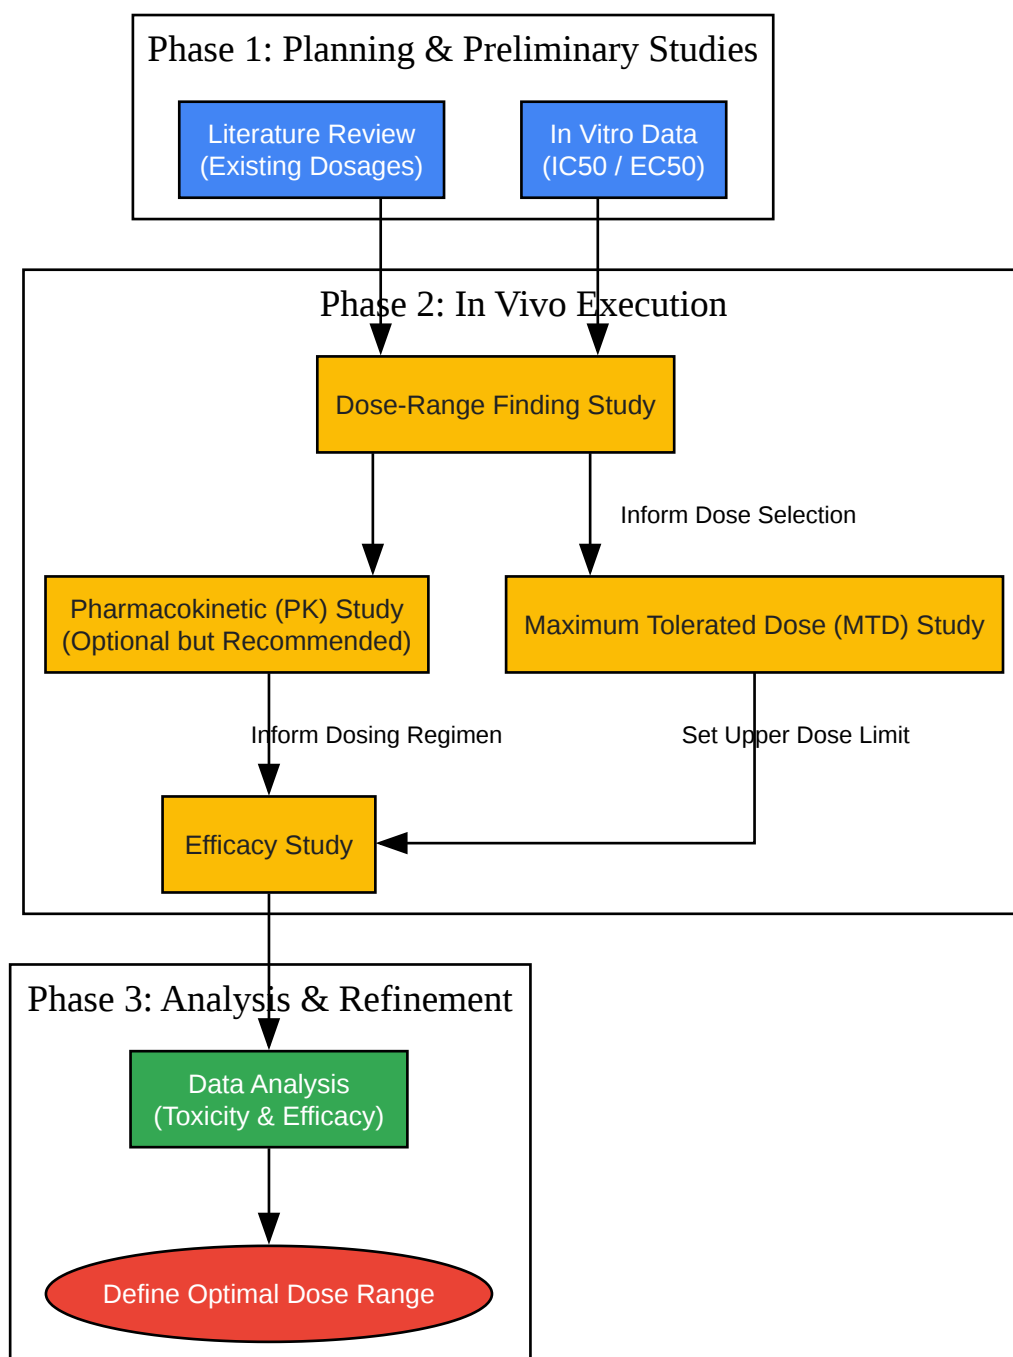 Phase 1: Planning & Preliminary Studies
Literature Review
(Existing Dosages)
In Vitro Data
(IC50 / EC50)
Phase 2: In Vivo Execution
Dose-Range Finding Study
Inform Dose Selection
Pharmacokinetic (PK) Study
(Optional but Recommended)
Maximum Tolerated Dose (MTD) Study
Inform Dosing Regimen
Set Upper Dose Limit
Efficacy Study
Phase 3: Analysis & Refinement
Data Analysis
(Toxicity & Efficacy)
Define Optimal Dose Range